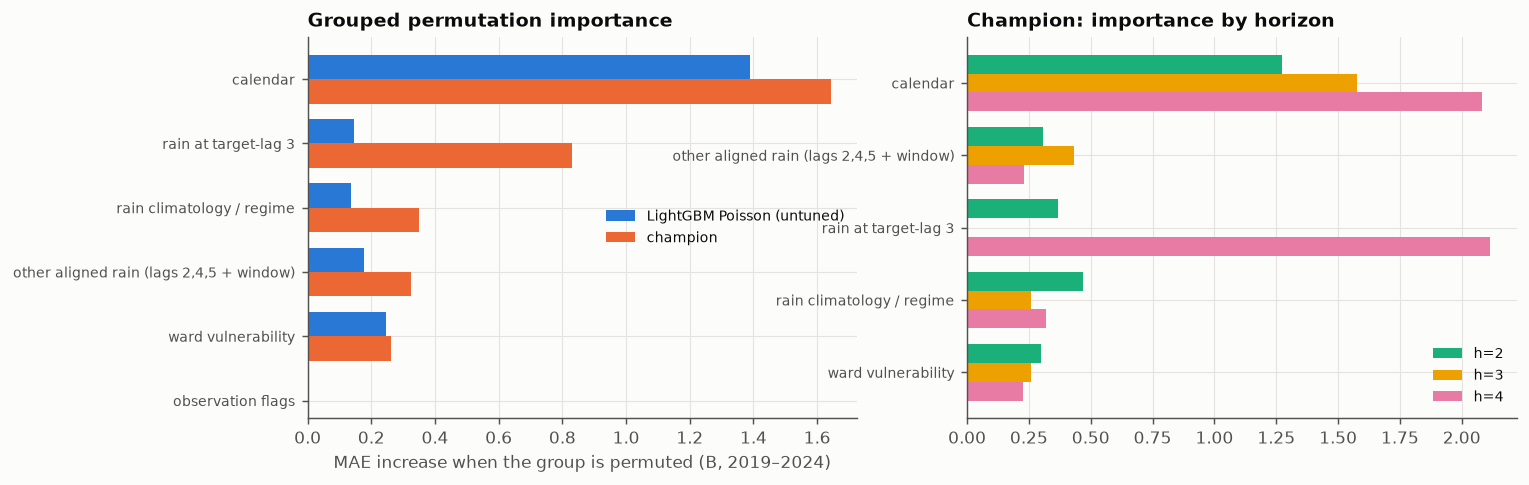 Grouped permutation importance
calendar
rain at target-lag 3
rain climatology / regime
other aligned rain (lags 2,4,5 + window)
ward vulnerability
observation flags
LightGBM Poisson (untuned)
champion
0.0 0.2 0.4 0.6 0.8 1.0 1.2 1.4 1.6
MAE increase when the group is permuted (B, 2019–2024)
Champion: importance by horizon
calendar
other aligned rain (lags 2,4,5 + window)
rain at target-lag 3
rain climatology / regime
ward vulnerability
h=2
h=3
h=4
0.00 0.25 0.50 0.75 1.00 1.25 1.50 1.75 2.00